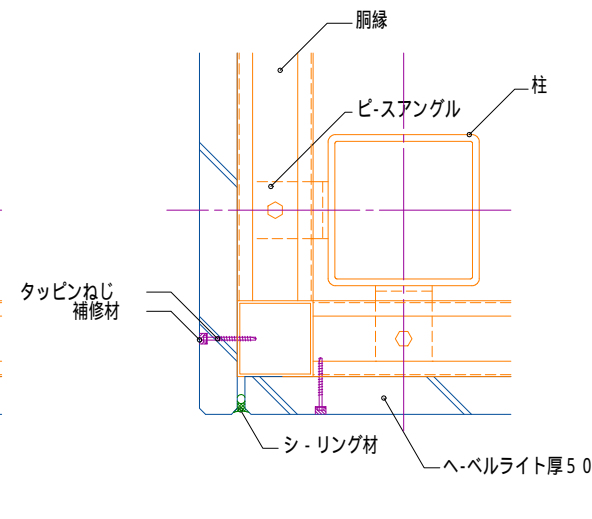 胴縁
ピ-スアングル
柱
タッピンねじ
補修材
シ-リング材
ヘ-ベルライト厚50